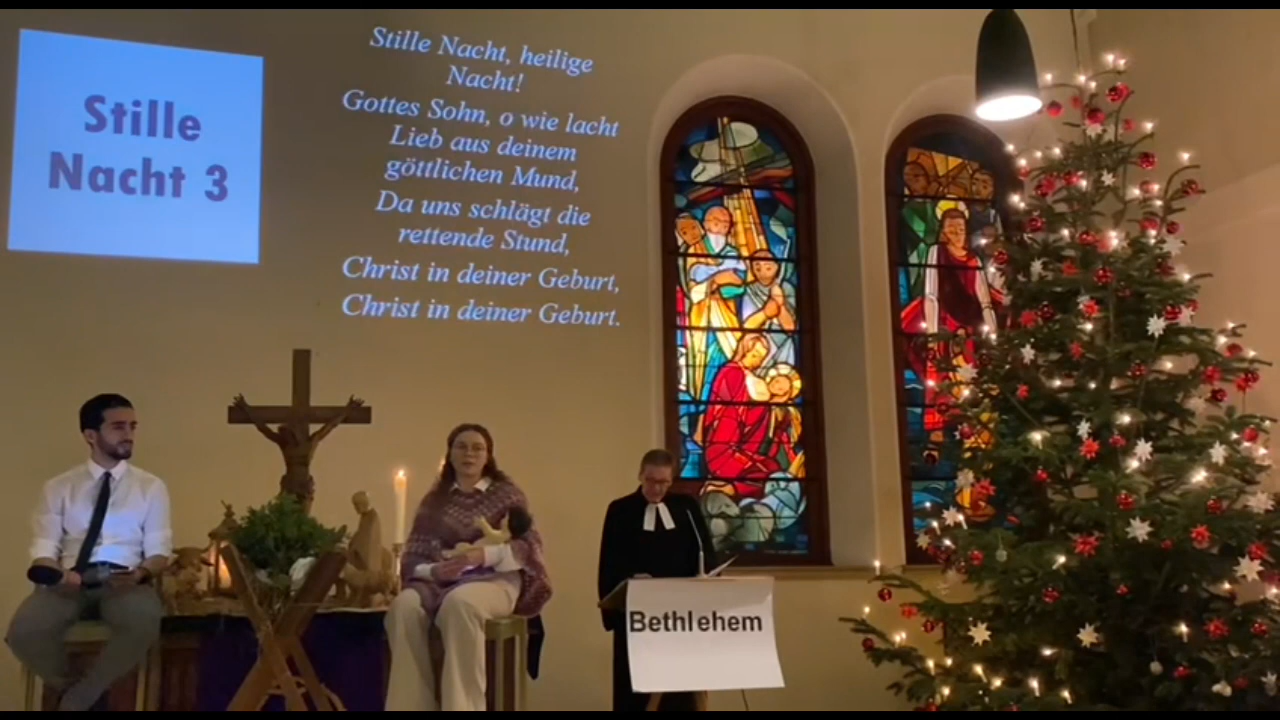 Stille
Nacht 3
Stille Nacht, heilige
Nacht!
Gottes Sohn, o wie lacht
Lieb aus deinem
göttlichen Mund,
Da uns schlägt die
rettende Stund,
Christ in deiner Geburt,
Christ in deiner Geburt.
Bethlehem